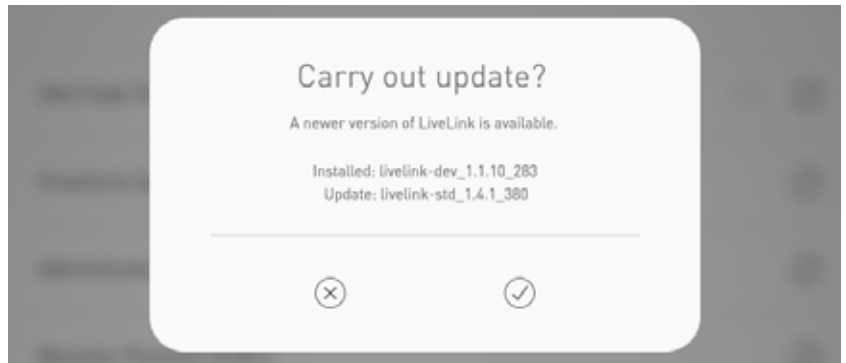 Carry out update?
A newer version of LiveLink is available.
Installed: livelink-dev_1.1.10_283
Update: livelink-std_1.4.1_380